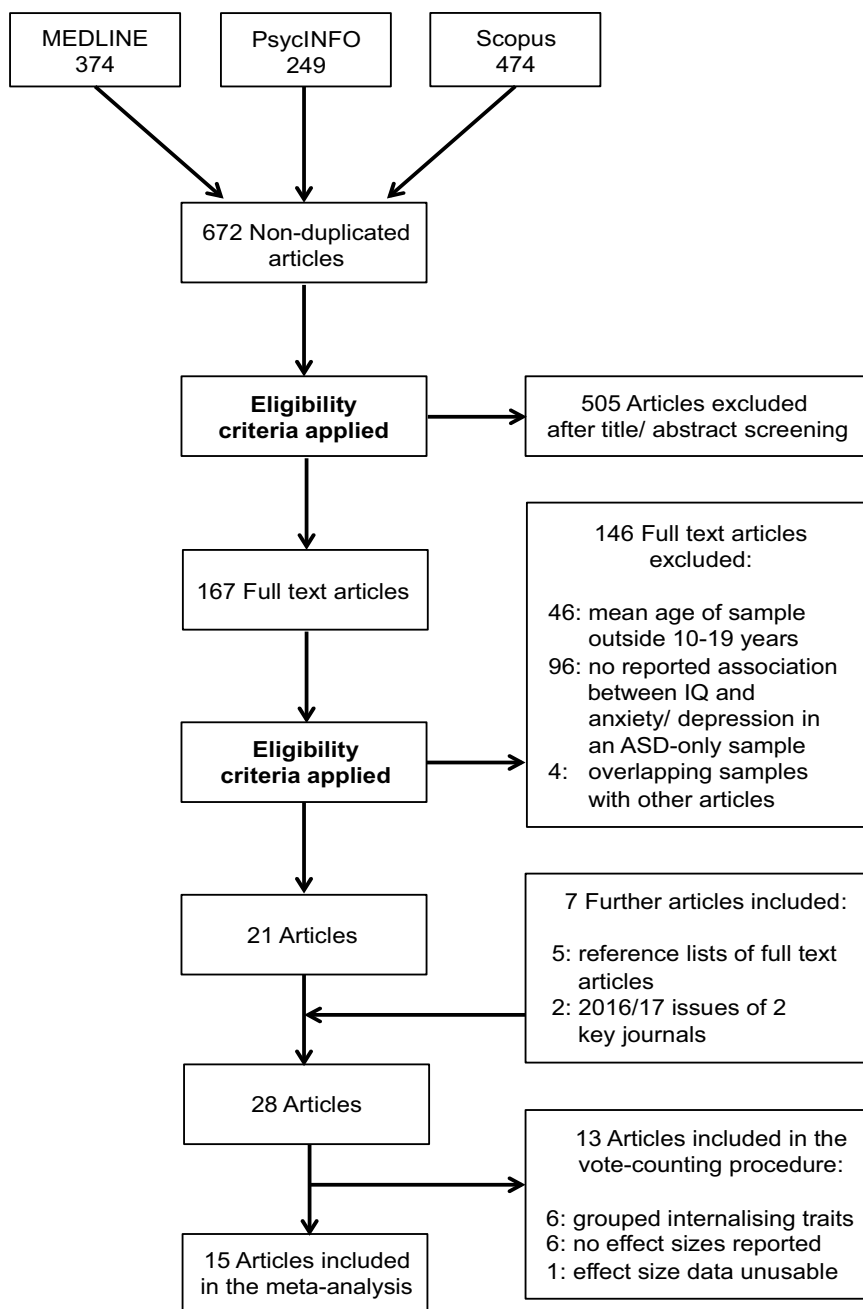 MEDLINE
374
PsycINFO
249
Scopus
474
672 Non-duplicated
articles
Eligibility
criteria applied
505 Articles excluded
after title/ abstract screening
167 Full text articles
146 Full text articles
excluded:
46: mean age of sample
outside 10-19 years
96: no reported association
between IQ and
anxiety/ depression in
an ASD-only sample
4: overlapping samples
with other articles
Eligibility
criteria applied
21 Articles
7 Further articles included:
5: reference lists of full text
articles
2: 2016/17 issues of 2
key journals
28 Articles
13 Articles included in the
vote-counting procedure:
6: grouped internalising traits
6: no effect sizes reported
1: effect size data unusable
15 Articles included
in the meta-analysis